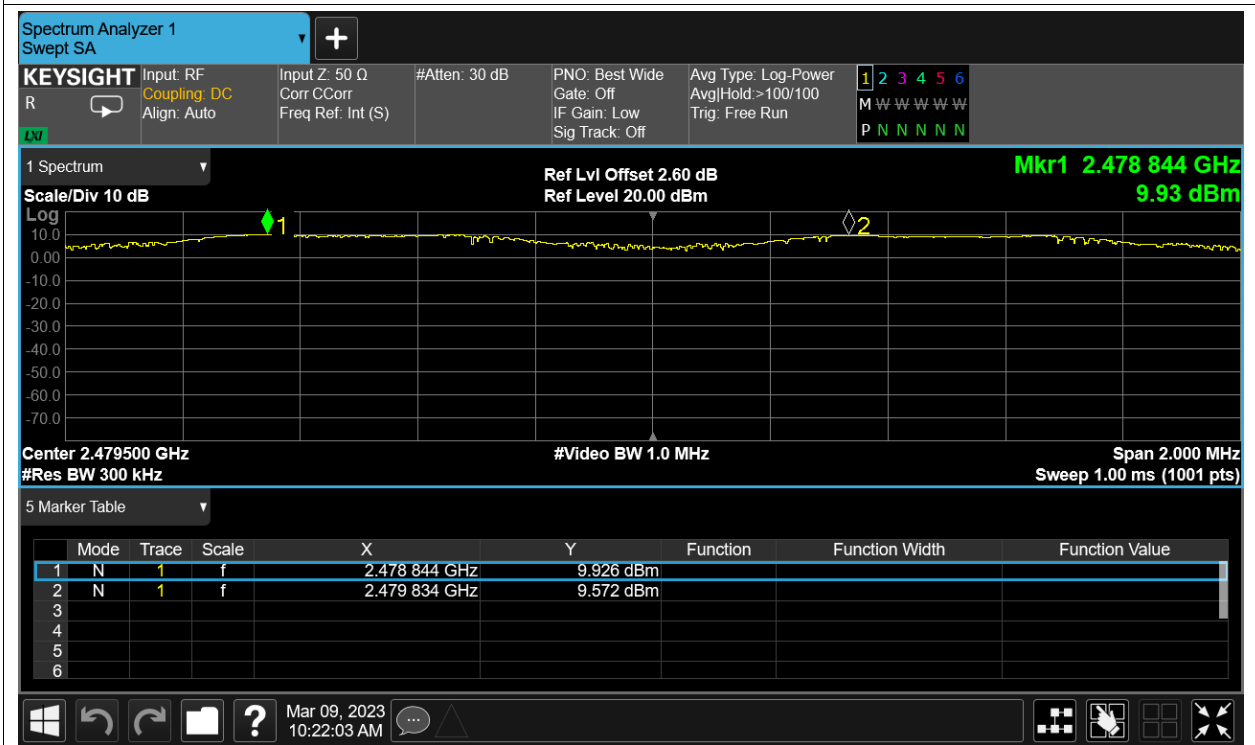 Spectrum Analyzer 1
Swept SA
KEYSIGHT
R
LXI
Input: RF
Coupling: DC
Align: Auto
Input Z: 50 Ω
Corr CCorr
Freq Ref: Int (S)
#Atten: 30 dB
PNO: Best Wide
Gate: Off
IF Gain: Low
Sig Track: Off
Avg Type: Log-Power
Avg|Hold:>100/100
Trig: Free Run
1 2 3 4 5 6
M W W W W W
P N N N N N
1 Spectrum
Scale/Div 10 dB
Ref Lvl Offset 2.60 dB
Ref Level 20.00 dBm
Mkr1 2.478 844 GHz
9.93 dBm
Log
10.0
0.00
-10.0
-20.0
-30.0
-40.0
-50.0
-60.0
-70.0
1
2
Center 2.479500 GHz
#Res BW 300 kHz
#Video BW 1.0 MHz
Span 2.000 MHz
Sweep 1.00 ms (1001 pts)
5 Marker Table
Mode Trace Scale X Y Function Function Width Function Value
1 N 1 f 2.478 844 GHz 9.926 dBm
2 N 1 f 2.479 834 GHz 9.572 dBm
3
4
5
6
?
Mar 09, 2023
10:22:03 AM